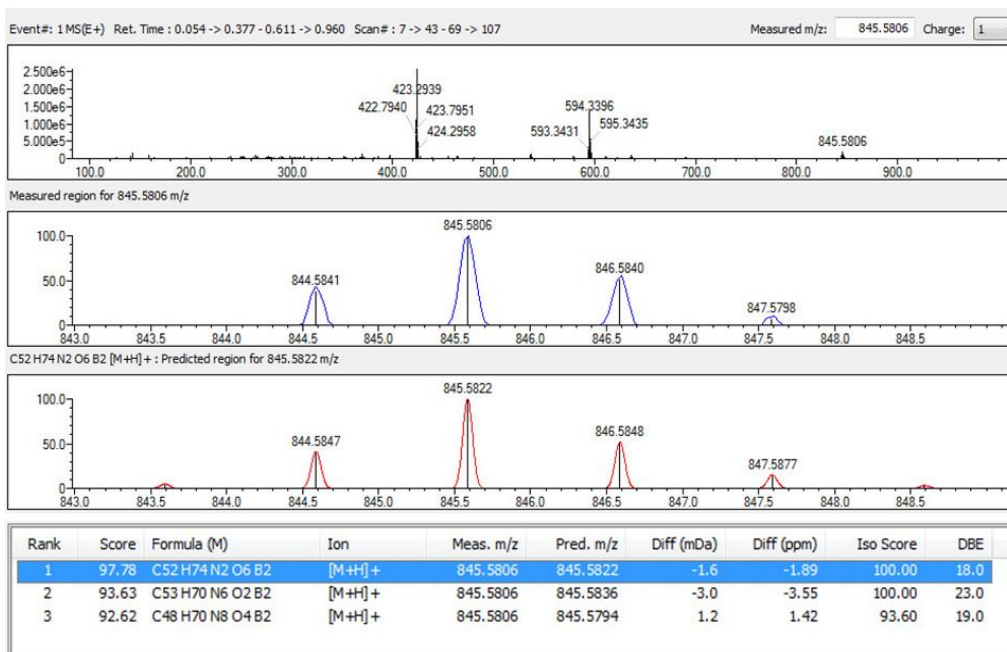 Event#: 1 MS(E+) Ret. Time : 0.054 -> 0.377 - 0.611 -> 0.960 Scan# : 7 -> 43 - 69 -> 107 Measured m/z: 845.5806 Charge: 1
2.500e6
2.000e6
1.500e6
1.000e6
5.000e5
0
423.2939
422.7940
423.7951
424.2958
594.3396
593.3431
595.3435
845.5806
100.0 200.0 300.0 400.0 500.0 600.0 700.0 800.0 900.0
Measured region for 845.5806 m/z
845.5806
100.0
50.0
0
844.5841
846.5840
847.5798
843.0 843.5 844.0 844.5 845.0 845.5 846.0 846.5 847.0 847.5 848.0 848.5
C52 H74 N2 O6 B2 [M+H]+ : Predicted region for 845.5822 m/z
845.5822
100.0
50.0
0
844.5847
846.5848
847.5877
843.0 843.5 844.0 844.5 845.0 845.5 846.0 846.5 847.0 847.5 848.0 848.5
Rank Score Formula (M) Ion Meas. m/z Pred. m/z Diff (mDa) Diff (ppm) Iso Score DBE
1 97.78 C52 H74 N2 O6 B2 [M+H]+ 845.5806 845.5822 -1.6 -1.89 100.00 18.0
2 93.63 C53 H70 N6 O2 B2 [M+H]+ 845.5806 845.5836 -3.0 -3.55 100.00 23.0
3 92.62 C48 H70 N8 O4 B2 [M+H]+ 845.5806 845.5794 1.2 1.42 93.60 19.0